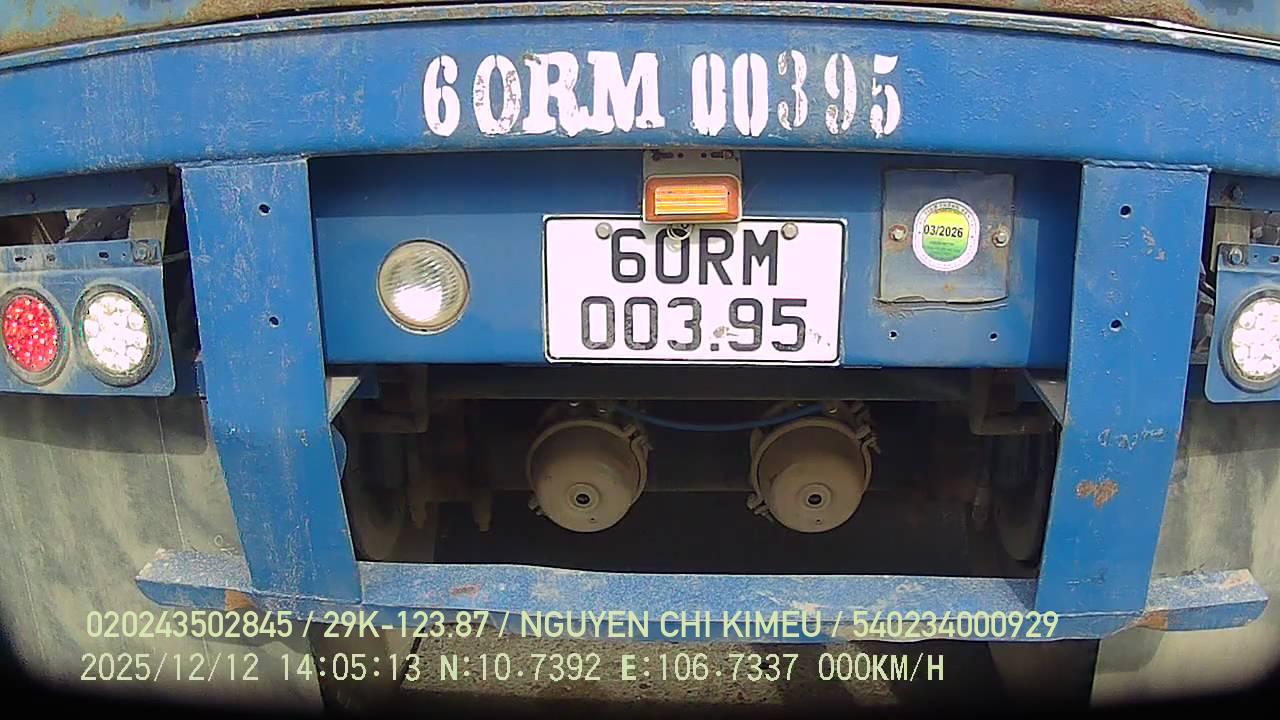 60RM 00395
03/2026
60RM
003.95
020243502845 / 29K-123.87 / NGUYEN CHI KIMEU / 540234000929
2025/12/12 14:05:13 N:10.7392 E:106.7337 000KM/H